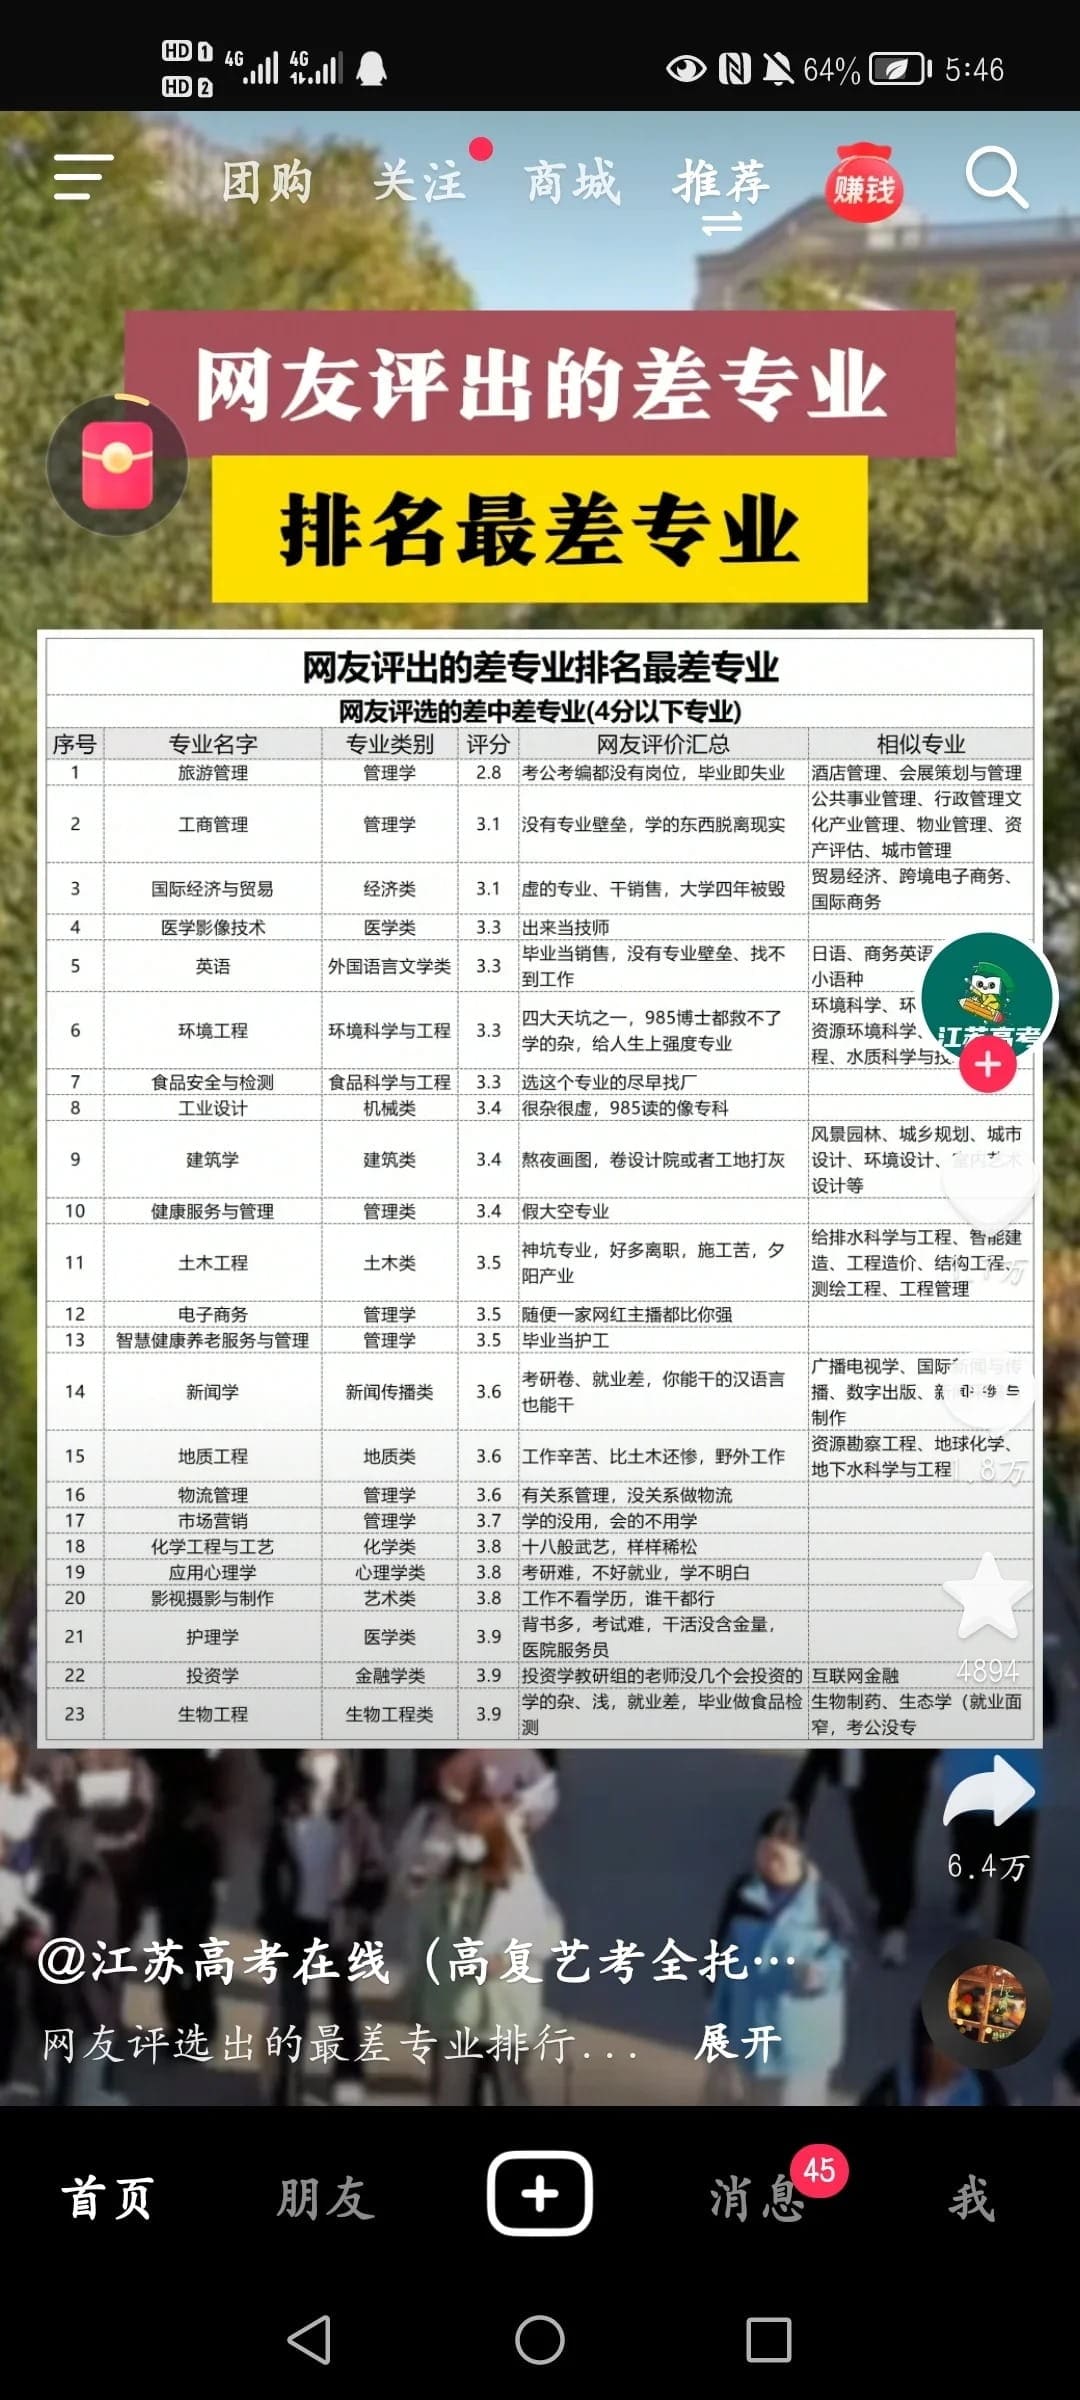 HD 1 4G 4G 64% 5:46
HD 2
团购 关注 商城 推荐 赚钱
网友评出的差专业
排名最差专业
网友评出的差专业排名最差专业
网友评选的差中差专业(4分以下专业)
序号 专业名字 专业类别 评分 网友评价汇总 相似专业
1 旅游管理 管理学 2.8 考公考编都没有岗位，毕业即失业 酒店管理、会展策划与管理
2 工商管理 管理学 3.1 没有专业壁垒，学的东西脱离现实 公共事业管理、行政管理文
化产业管理、物业管理、资
产评估、城市管理
3 国际经济与贸易 经济类 3.1 虚的专业、干销售，大学四年被毁 贸易经济、跨境电子商务、
国际商务
4 医学影像技术 医学类 3.3 出来当技师
5 英语 外国语言文学类 3.3 毕业当销售，没有专业壁垒、找不
到工作 日语、商务英语
小语种
6 环境工程 环境科学与工程 3.3 四大天坑之一，985博士都救不了
学的杂，给人生上强度专业 环境科学、环
资源环境科学、
程、水质科学与技
7 食品安全与检测 食品科学与工程 3.3 选这个专业的尽早找厂
8 工业设计 机械类 3.4 很杂很虚，985读的像专科
9 建筑学 建筑类 3.4 熬夜画图，卷设计院或者工地打灰 风景园林、城乡规划、城市
设计、环境设计、室内艺术
设计等
10 健康服务与管理 管理类 3.4 假大空专业
11 土木工程 土木类 3.5 神坑专业，好多离职，施工苦，夕
阳产业 给排水科学与工程、智能建
造、工程造价、结构工程、
测绘工程、工程管理
12 电子商务 管理学 3.5 随便一家网红主播都比你强
13 智慧健康养老服务与管理 管理学 3.5 毕业当护工
14 新闻学 新闻传播类 3.6 考研卷、就业差，你能干的汉语言
也能干 广播电视学、国际新闻与传
播、数字出版、新
制作
15 地质工程 地质类 3.6 工作辛苦、比土木还惨，野外工作 资源勘察工程、地球化学、
地下水科学与工程
16 物流管理 管理学 3.6 有关系管理，没关系做物流
17 市场营销 管理学 3.7 学的没用，会的不用学
18 化学工程与工艺 化学类 3.8 十八般武艺，样样稀松
19 应用心理学 心理学类 3.8 考研难，不好就业，学不明白
20 影视摄影与制作 艺术类 3.8 工作不看学历，谁干都行
21 护理学 医学类 3.9 背书多，考试难，干活没含金量，
医院服务员
22 投资学 金融学类 3.9 投资学教研组的老师没几个会投资的 互联网金融
23 生物工程 生物工程类 3.9 学的杂、浅，就业差，毕业做食品检
测 生物制药、生态学（就业面
窄，考公没专
江苏高考
1.8万
4894
6.4万
@江苏高考在线（高复艺考全托…
网友评选出的最差专业排行... 展开
首页 朋友 消息 45 我